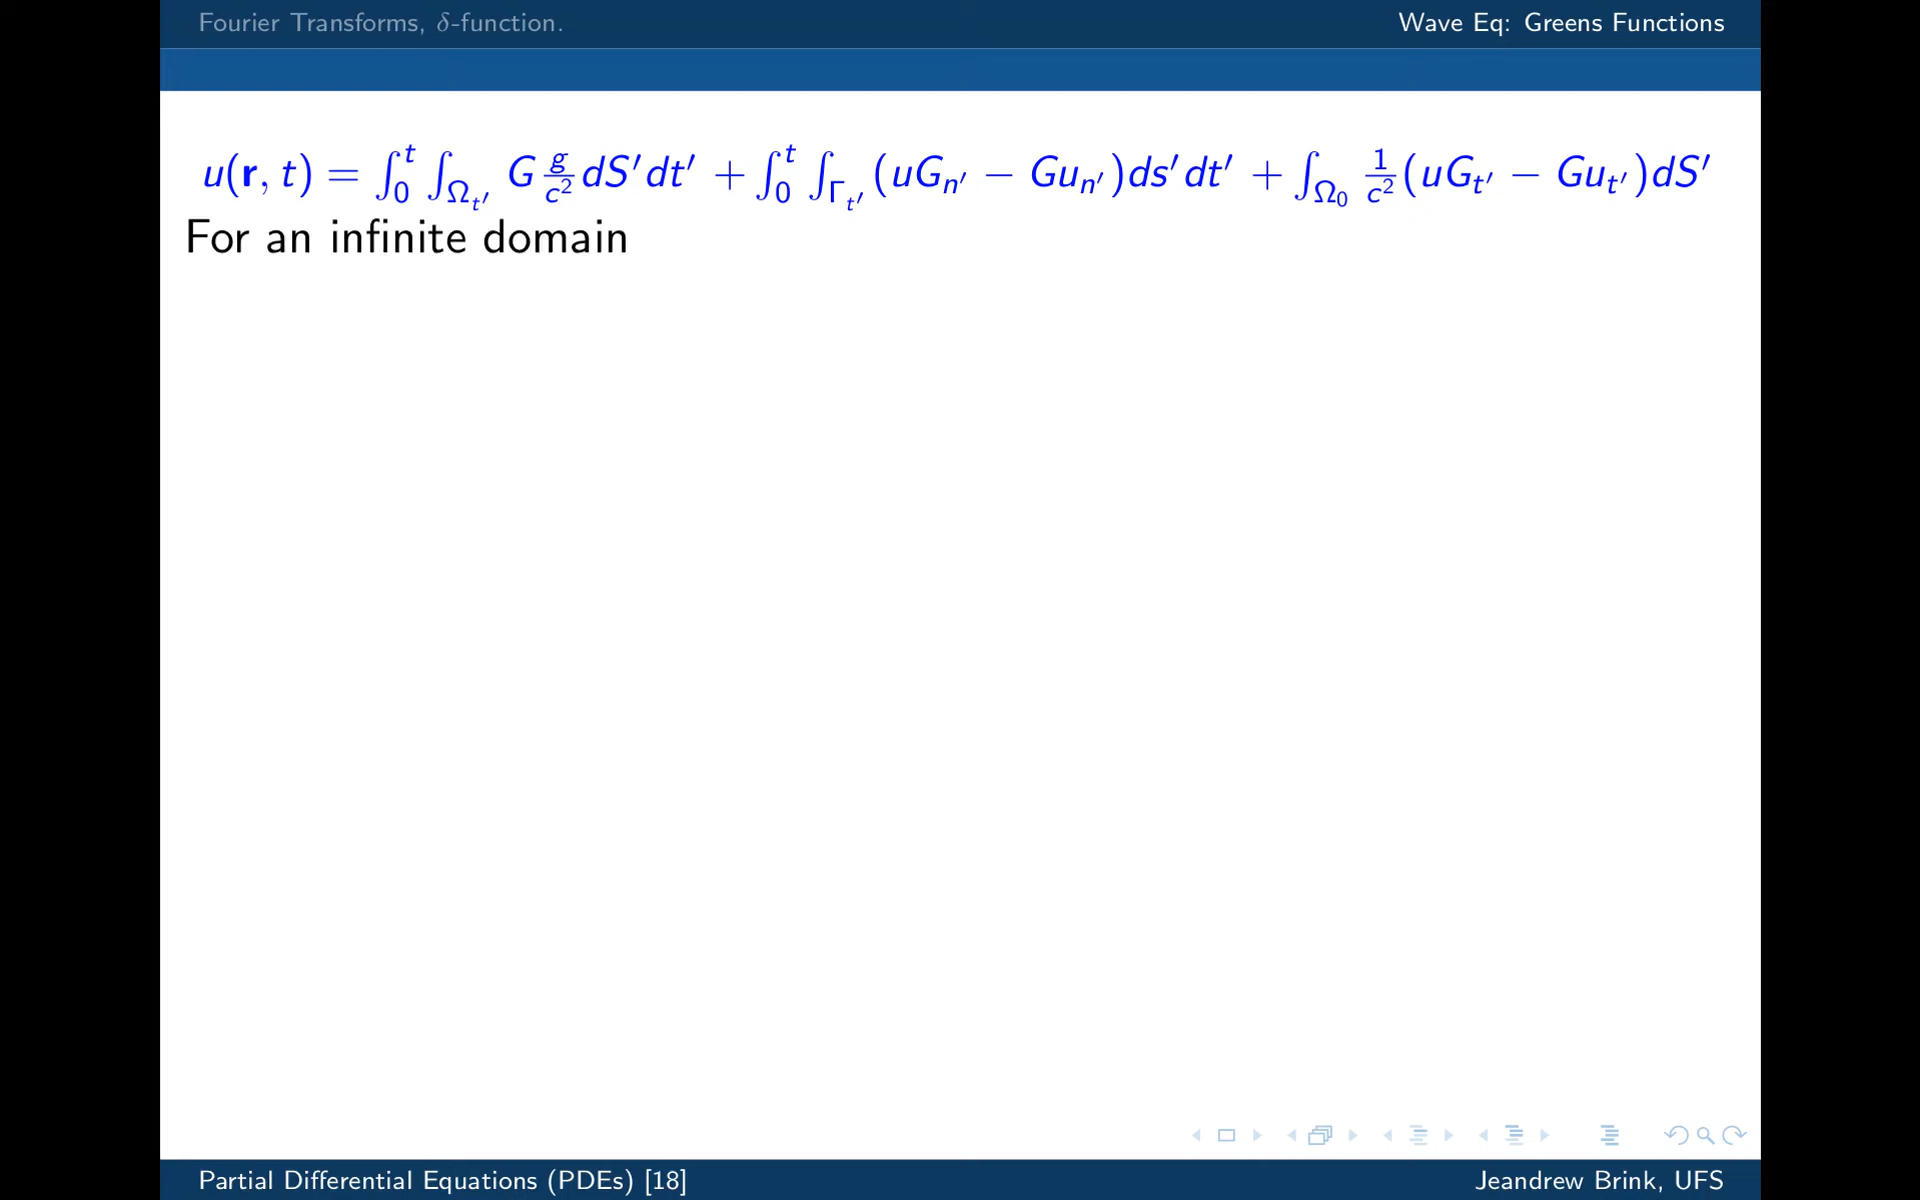 Fourier Transforms, δ-function.
Wave Eq: Greens Functions
u(𝐫, t) = ∫₀ᵗ ∫_{Ω_{t′}} G g/c² dS′dt′ + ∫₀ᵗ ∫_{Γ_{t′}} (uG_{n′} − Gu_{n′})ds′dt′ + ∫_{Ω₀} 1/c² (uG_{t′} − Gu_{t′})dS′
For an infinite domain
Partial Differential Equations (PDEs) [18]
Jeandrew Brink, UFS